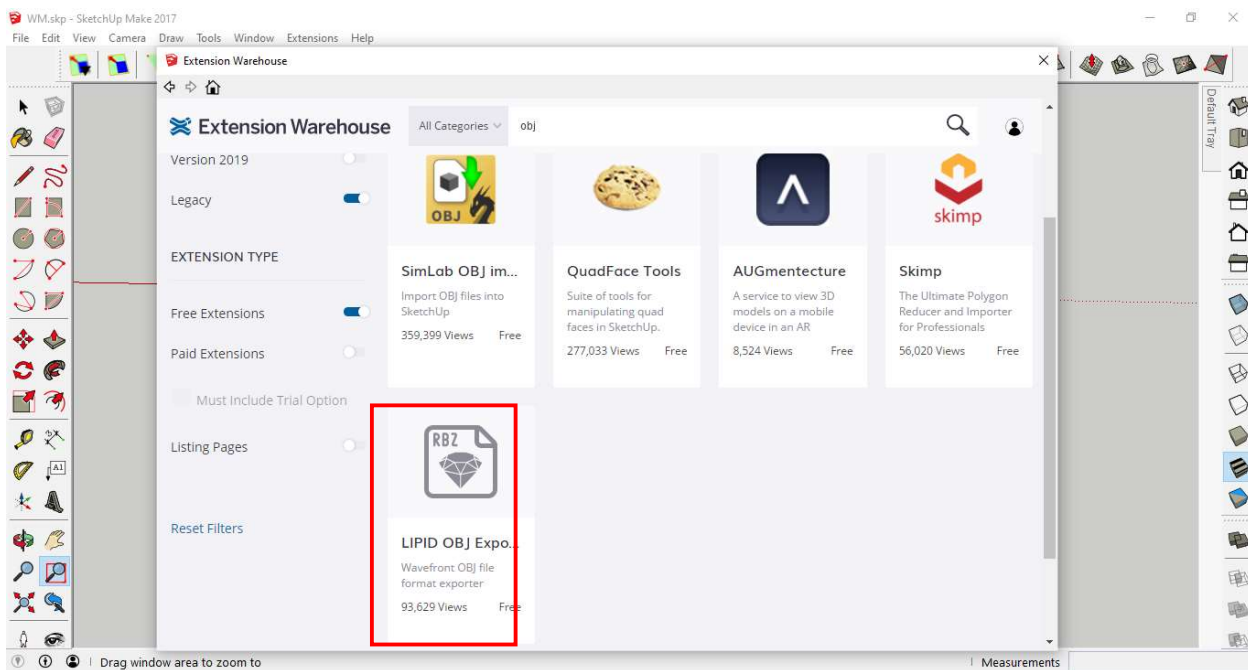 WM.skp - SketchUp Make 2017
File Edit View Camera Draw Tools Window Extensions Help
Extension Warehouse
Extension Warehouse
All Categories
obj
Default Tray
Version 2019
Legacy
EXTENSION TYPE
Free Extensions
Paid Extensions
Must Include Trial Option
Listing Pages
Reset Filters
OBJ
SimLab OBJ im...
Import OBJ files into
SketchUp
359,399 Views Free
QuadFace Tools
Suite of tools for
manipulating quad
faces in SketchUp.
277,033 Views Free
AUGmentecture
A service to view 3D
models on a mobile
device in an AR
8,524 Views Free
skimp
Skimp
The Ultimate Polygon
Reducer and Importer
for Professionals
56,020 Views Free
RBZ
LIPID OBJ Expo...
Wavefront OBJ file
format exporter
93,629 Views Free
A1
Drag window area to zoom to
Measurements